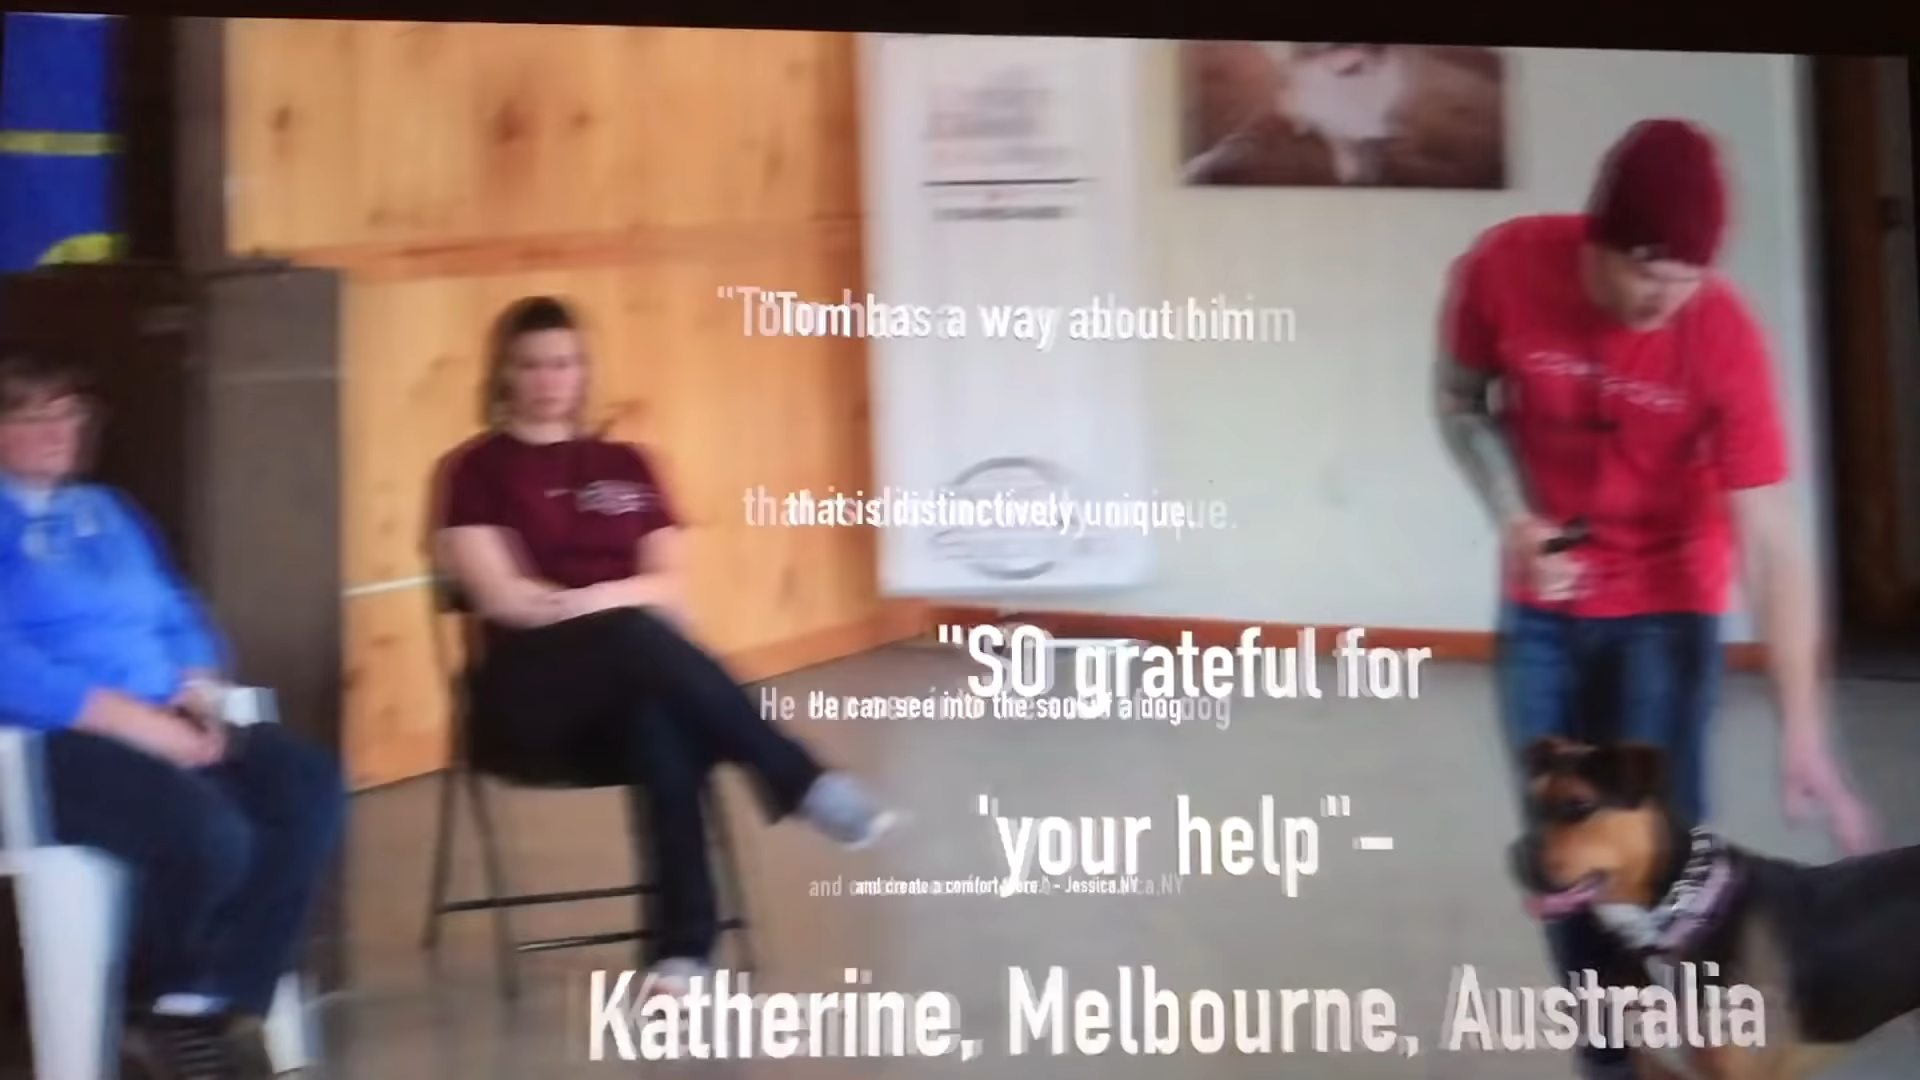 "Tom has a way about him
that is distinctively unique.
"SO grateful for
He can see into the soul of a dog
your help"-
and create a comfort there." - Jessica,NY
Katherine, Melbourne, Australia